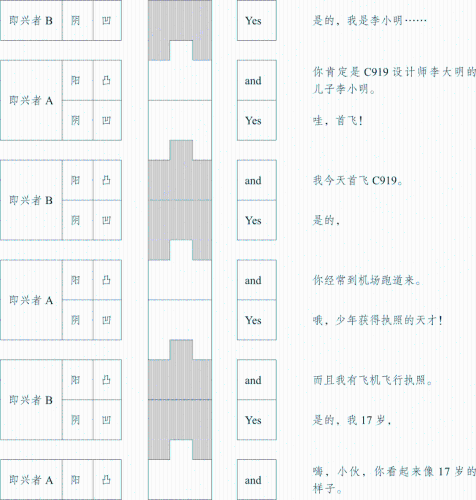 即兴者 B 阴 凹 Yes 是的，我是李小明……
即兴者 A 阳 凸 and 你肯定是 C919 设计师李大明的
儿子李小明。
阴 凹 Yes 哇，首飞！
即兴者 B 阳 凸 and 我今天首飞 C919。
阴 凹 Yes 是的，
即兴者 A 阳 凸 and 你经常到机场跑道来。
阴 凹 Yes 哦，少年获得执照的天才！
即兴者 B 阳 凸 and 而且我有飞机飞行执照。
阴 凹 Yes 是的，我 17 岁，
即兴者 A 阳 凸 and 嗨，小伙，你看起来像 17 岁的
样子。